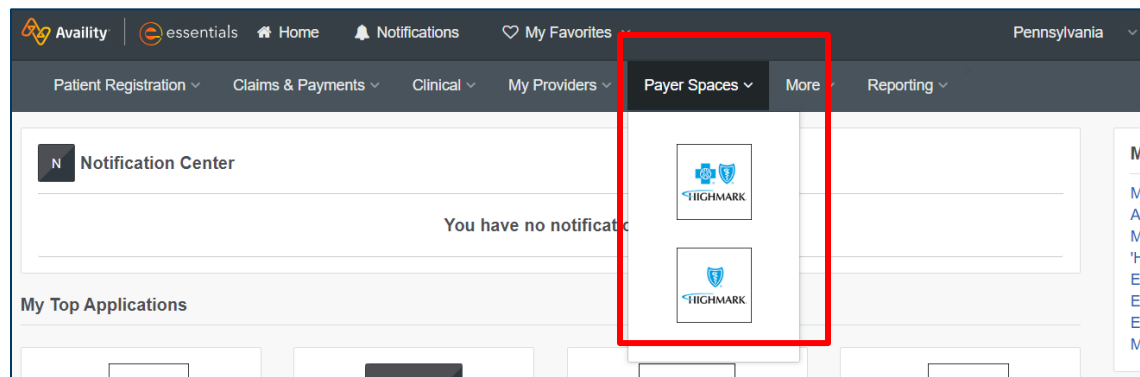 Availity essentials Home Notifications My Favorites Pennsylvania
Patient Registration Claims & Payments Clinical My Providers Payer Spaces More Reporting
N Notification Center
HIGHMARK
You have no notificatio
HIGHMARK
My Top Applications
M
M
A
M
'H
E
E
E
M